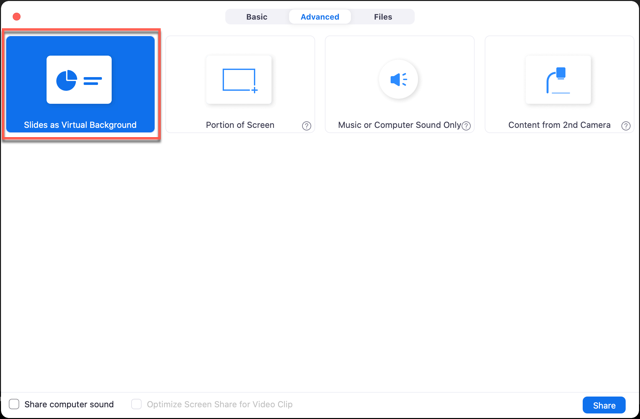 Basic Advanced Files
Slides as Virtual Background
Portion of Screen ?
Music or Computer Sound Only ?
Content from 2nd Camera ?
Share computer sound
Optimize Screen Share for Video Clip
Share